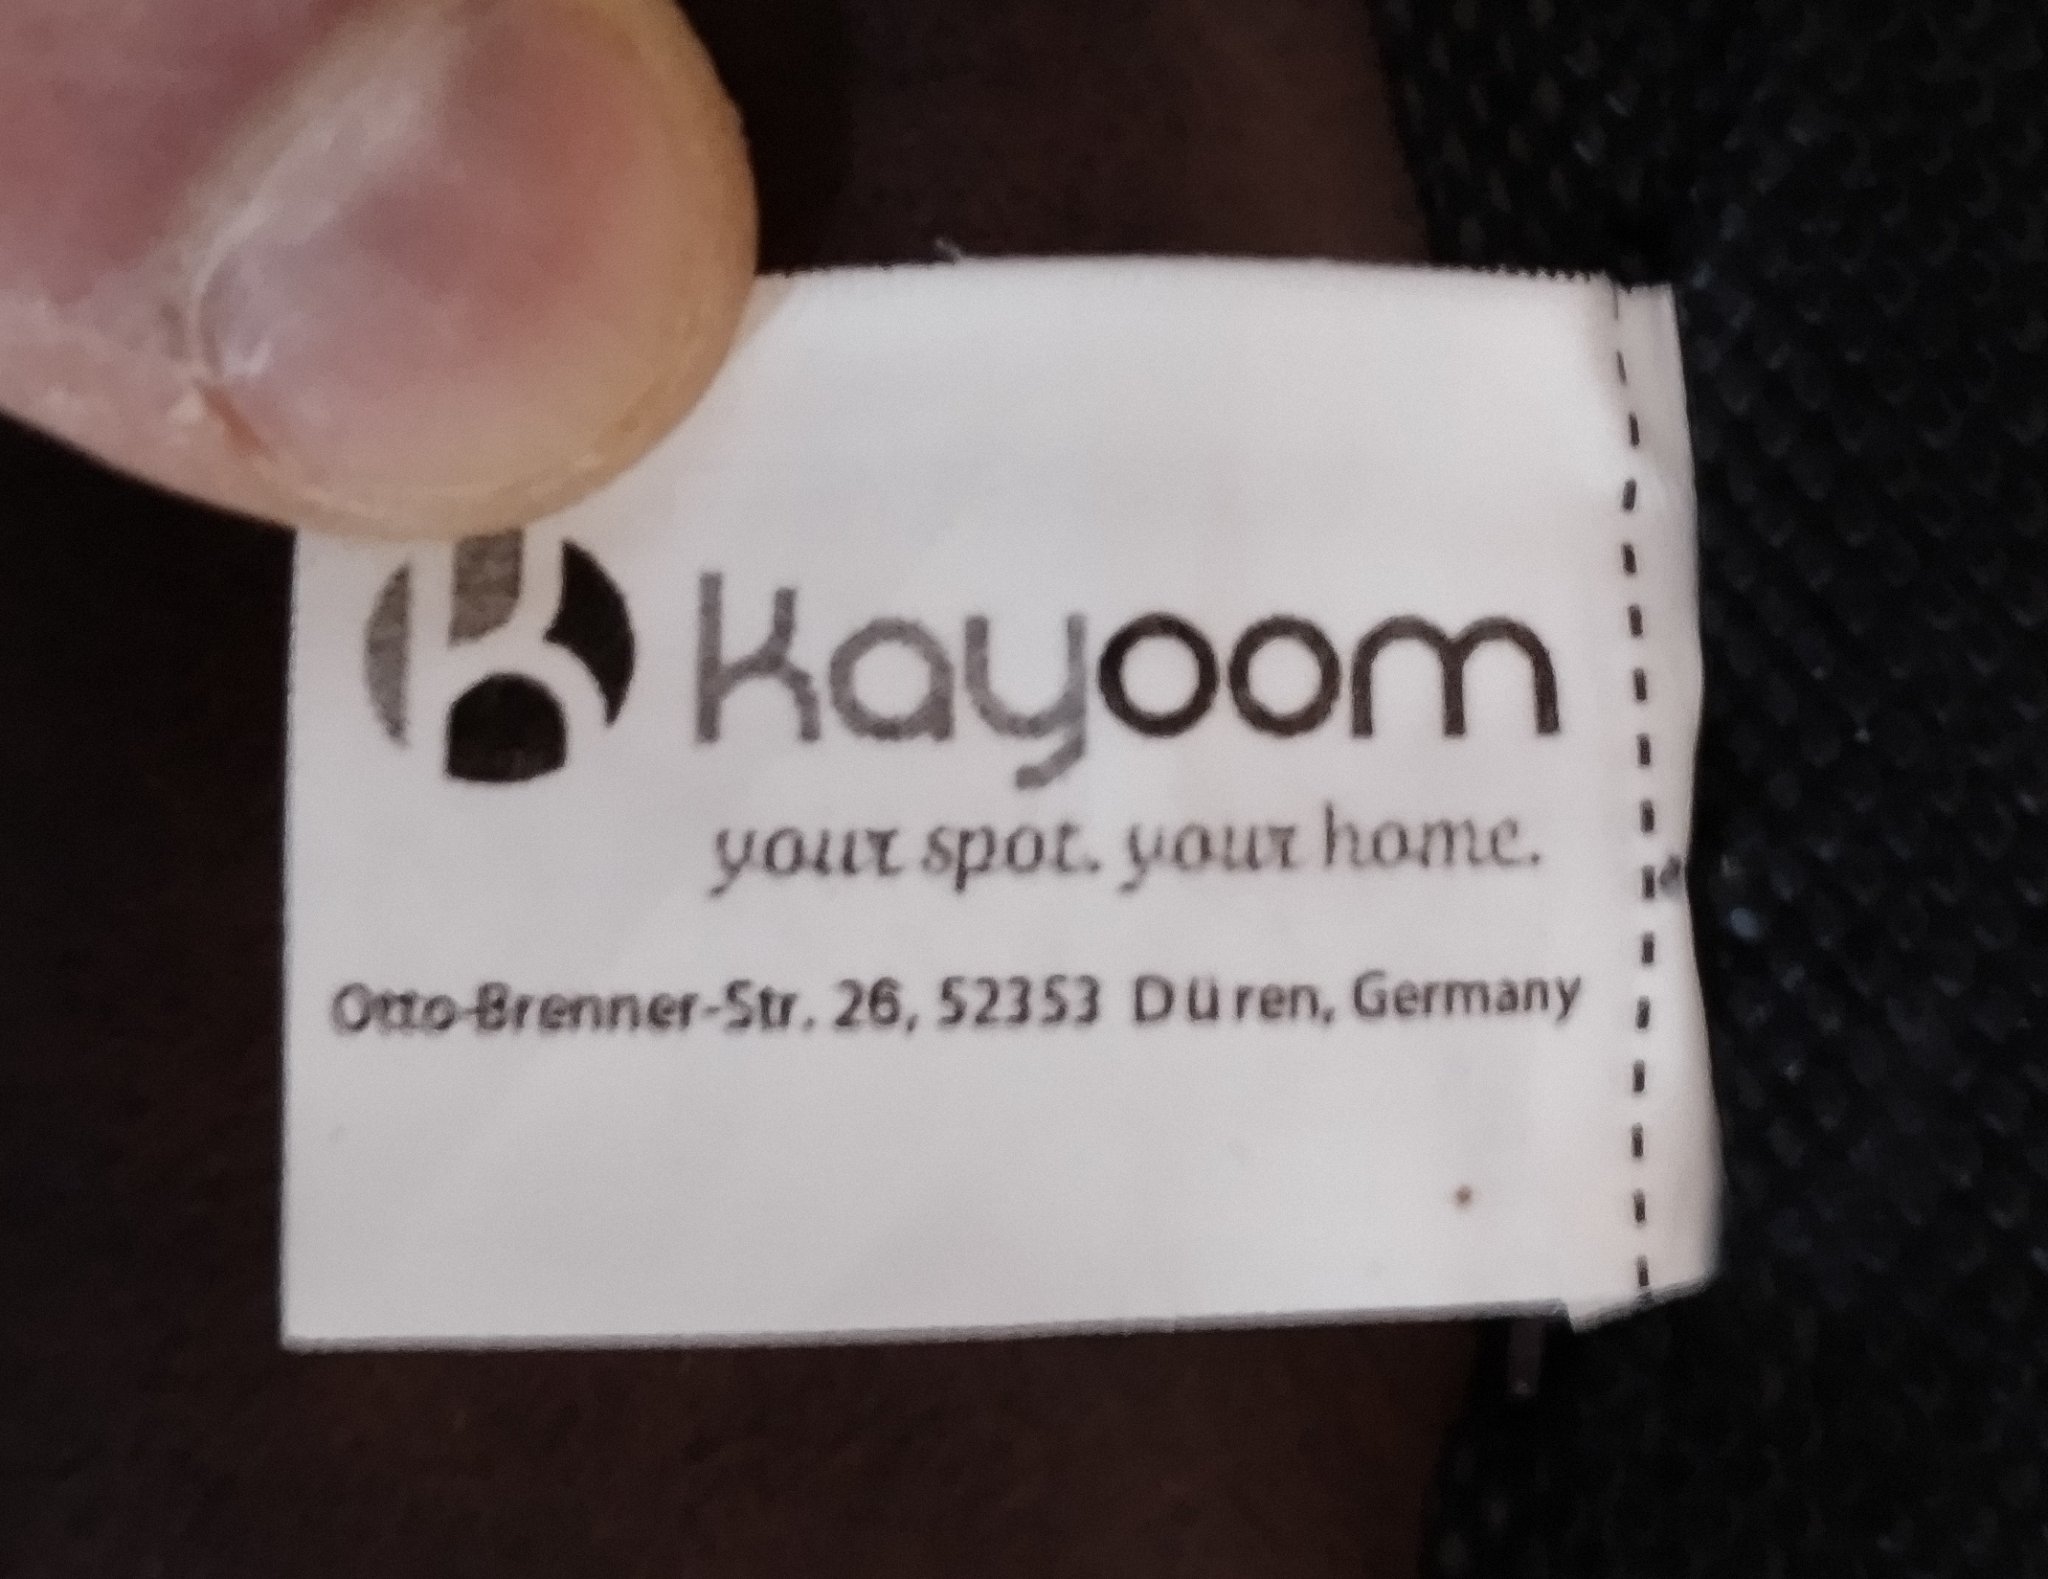 kayoom
your spot. your home.
Otto-Brenner-Str. 26, 52353 Düren, Germany